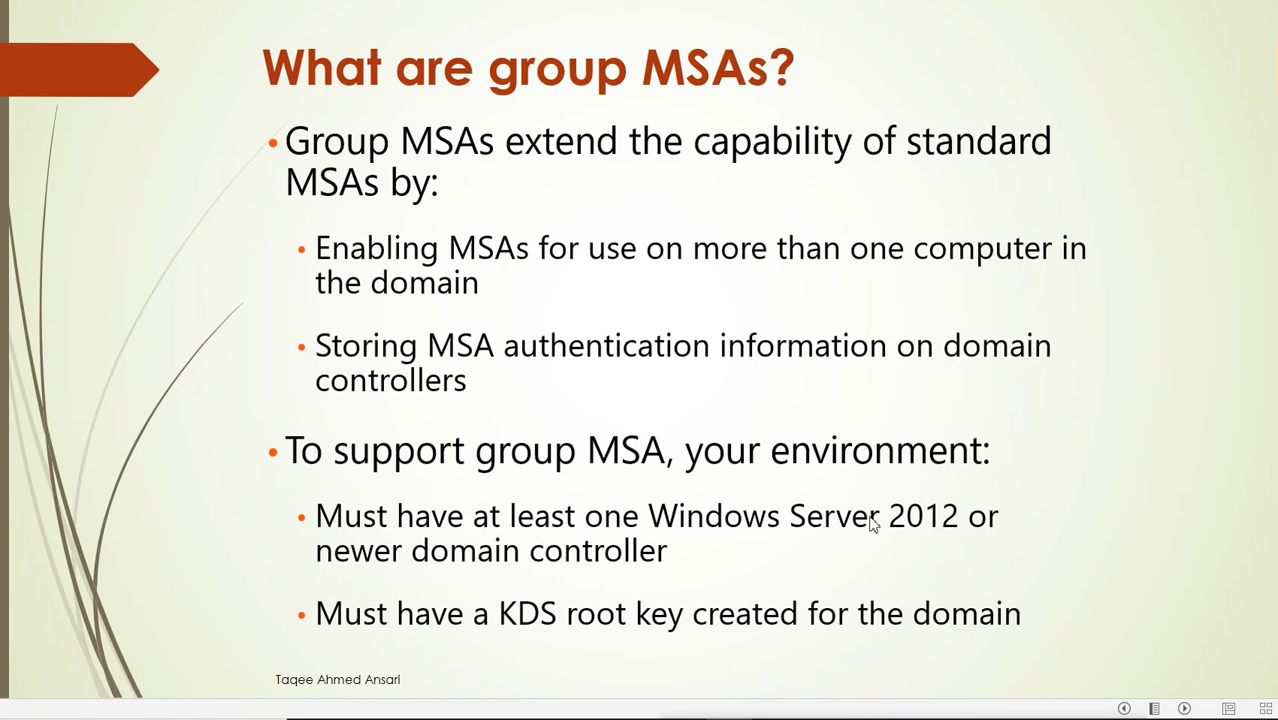 What are group MSAs?
• Group MSAs extend the capability of standard
MSAs by:
• Enabling MSAs for use on more than one computer in
the domain
• Storing MSA authentication information on domain
controllers
• To support group MSA, your environment:
• Must have at least one Windows Server 2012 or
newer domain controller
• Must have a KDS root key created for the domain
Taqee Ahmed Ansari